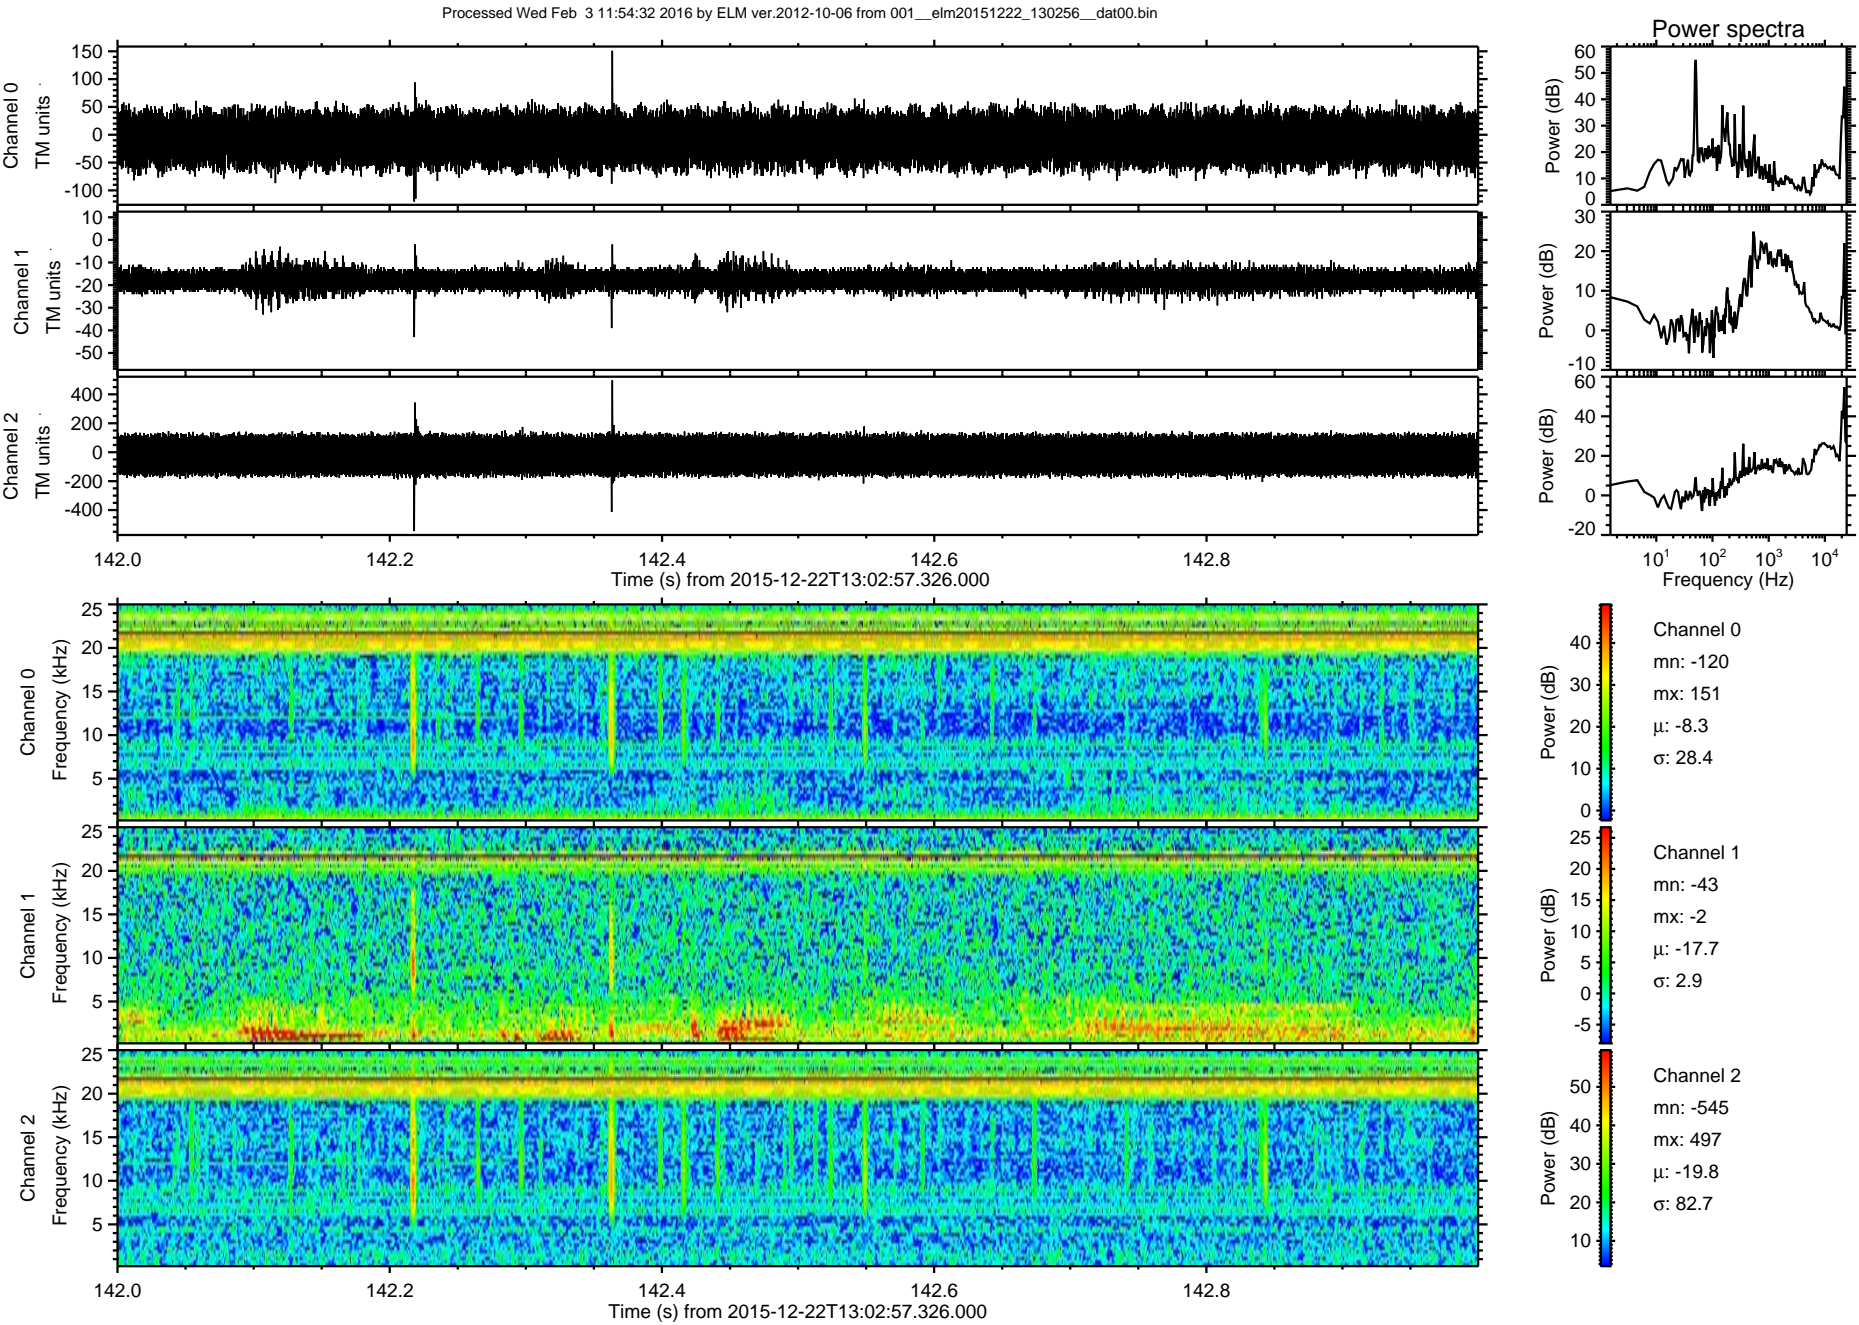 Processed Wed Feb  3 11:54:32 2016 by ELM ver.2012-10-06 from 001__elm20151222_130256__dat00.bin
Power spectra
Channel 0
TM units
150
100
50
0
-50
-100
Power (dB)
60
50
40
30
20
10
0
Channel 1
TM units
10
0
-10
-20
-30
-40
-50
Power (dB)
30
20
10
0
-10
Channel 2
TM units
400
200
0
-200
-400
Power (dB)
60
40
20
0
-20
142.0 142.2 142.4 142.6 142.8
Time (s) from 2015-12-22T13:02:57.326.000
10¹ 10² 10³ 10⁴
Frequency (Hz)
Channel 0
Frequency (kHz)
25
20
15
10
5
Power (dB)
40
30
20
10
0
Channel 0
mn: -120
mx: 151
μ: -8.3
σ: 28.4
Channel 1
Frequency (kHz)
25
20
15
10
5
Power (dB)
25
20
15
10
5
0
-5
Channel 1
mn: -43
mx: -2
μ: -17.7
σ: 2.9
Channel 2
Frequency (kHz)
25
20
15
10
5
Power (dB)
50
40
30
20
10
Channel 2
mn: -545
mx: 497
μ: -19.8
σ: 82.7
142.0 142.2 142.4 142.6 142.8
Time (s) from 2015-12-22T13:02:57.326.000